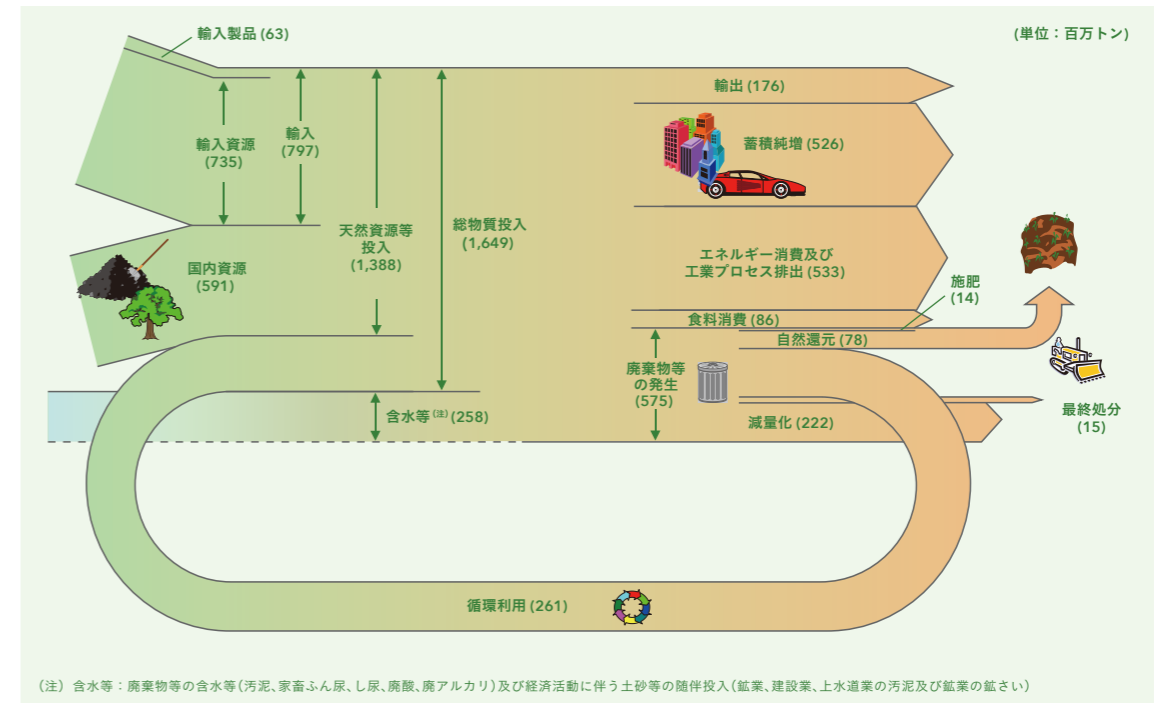 輸入製品 (63)
(単位：百万トン)
輸入資源
(735)
輸入
(797)
天然資源等
投入
(1,388)
総物質投入
(1,649)
国内資源
(591)
含水等(注) (258)
輸出 (176)
蓄積純増 (526)
エネルギー消費及び
工業プロセス排出 (533)
食料消費 (86)
施肥
(14)
自然還元 (78)
廃棄物等
の発生
(575)
減量化 (222)
最終処分
(15)
循環利用 (261)
（注）含水等：廃棄物等の含水等（汚泥、家畜ふん尿、し尿、廃酸、廃アルカリ）及び経済活動に伴う土砂等の随伴投入（鉱業、建設業、上水道業の汚泥及び鉱業の鉱さい）